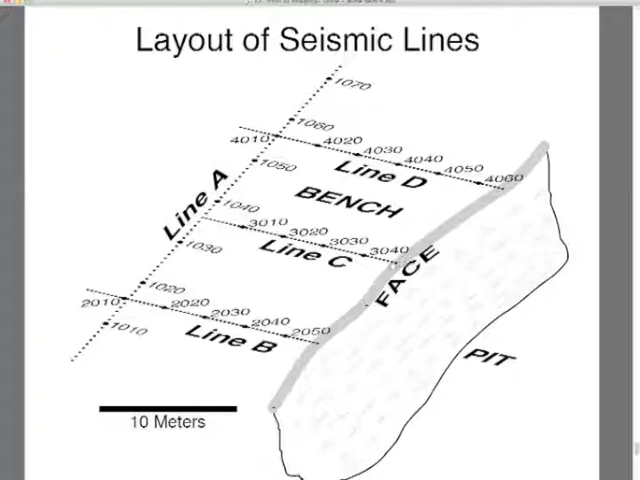 Layout of Seismic Lines
1070
1060
4010
4020
4030
4040
4050
4060
Line D
1050
BENCH
Line A
1040
3010
3020
3030
3040
Line C
1030
FACE
1020
2010
2020
2030
2040
2050
1010
Line B
PIT
10 Meters